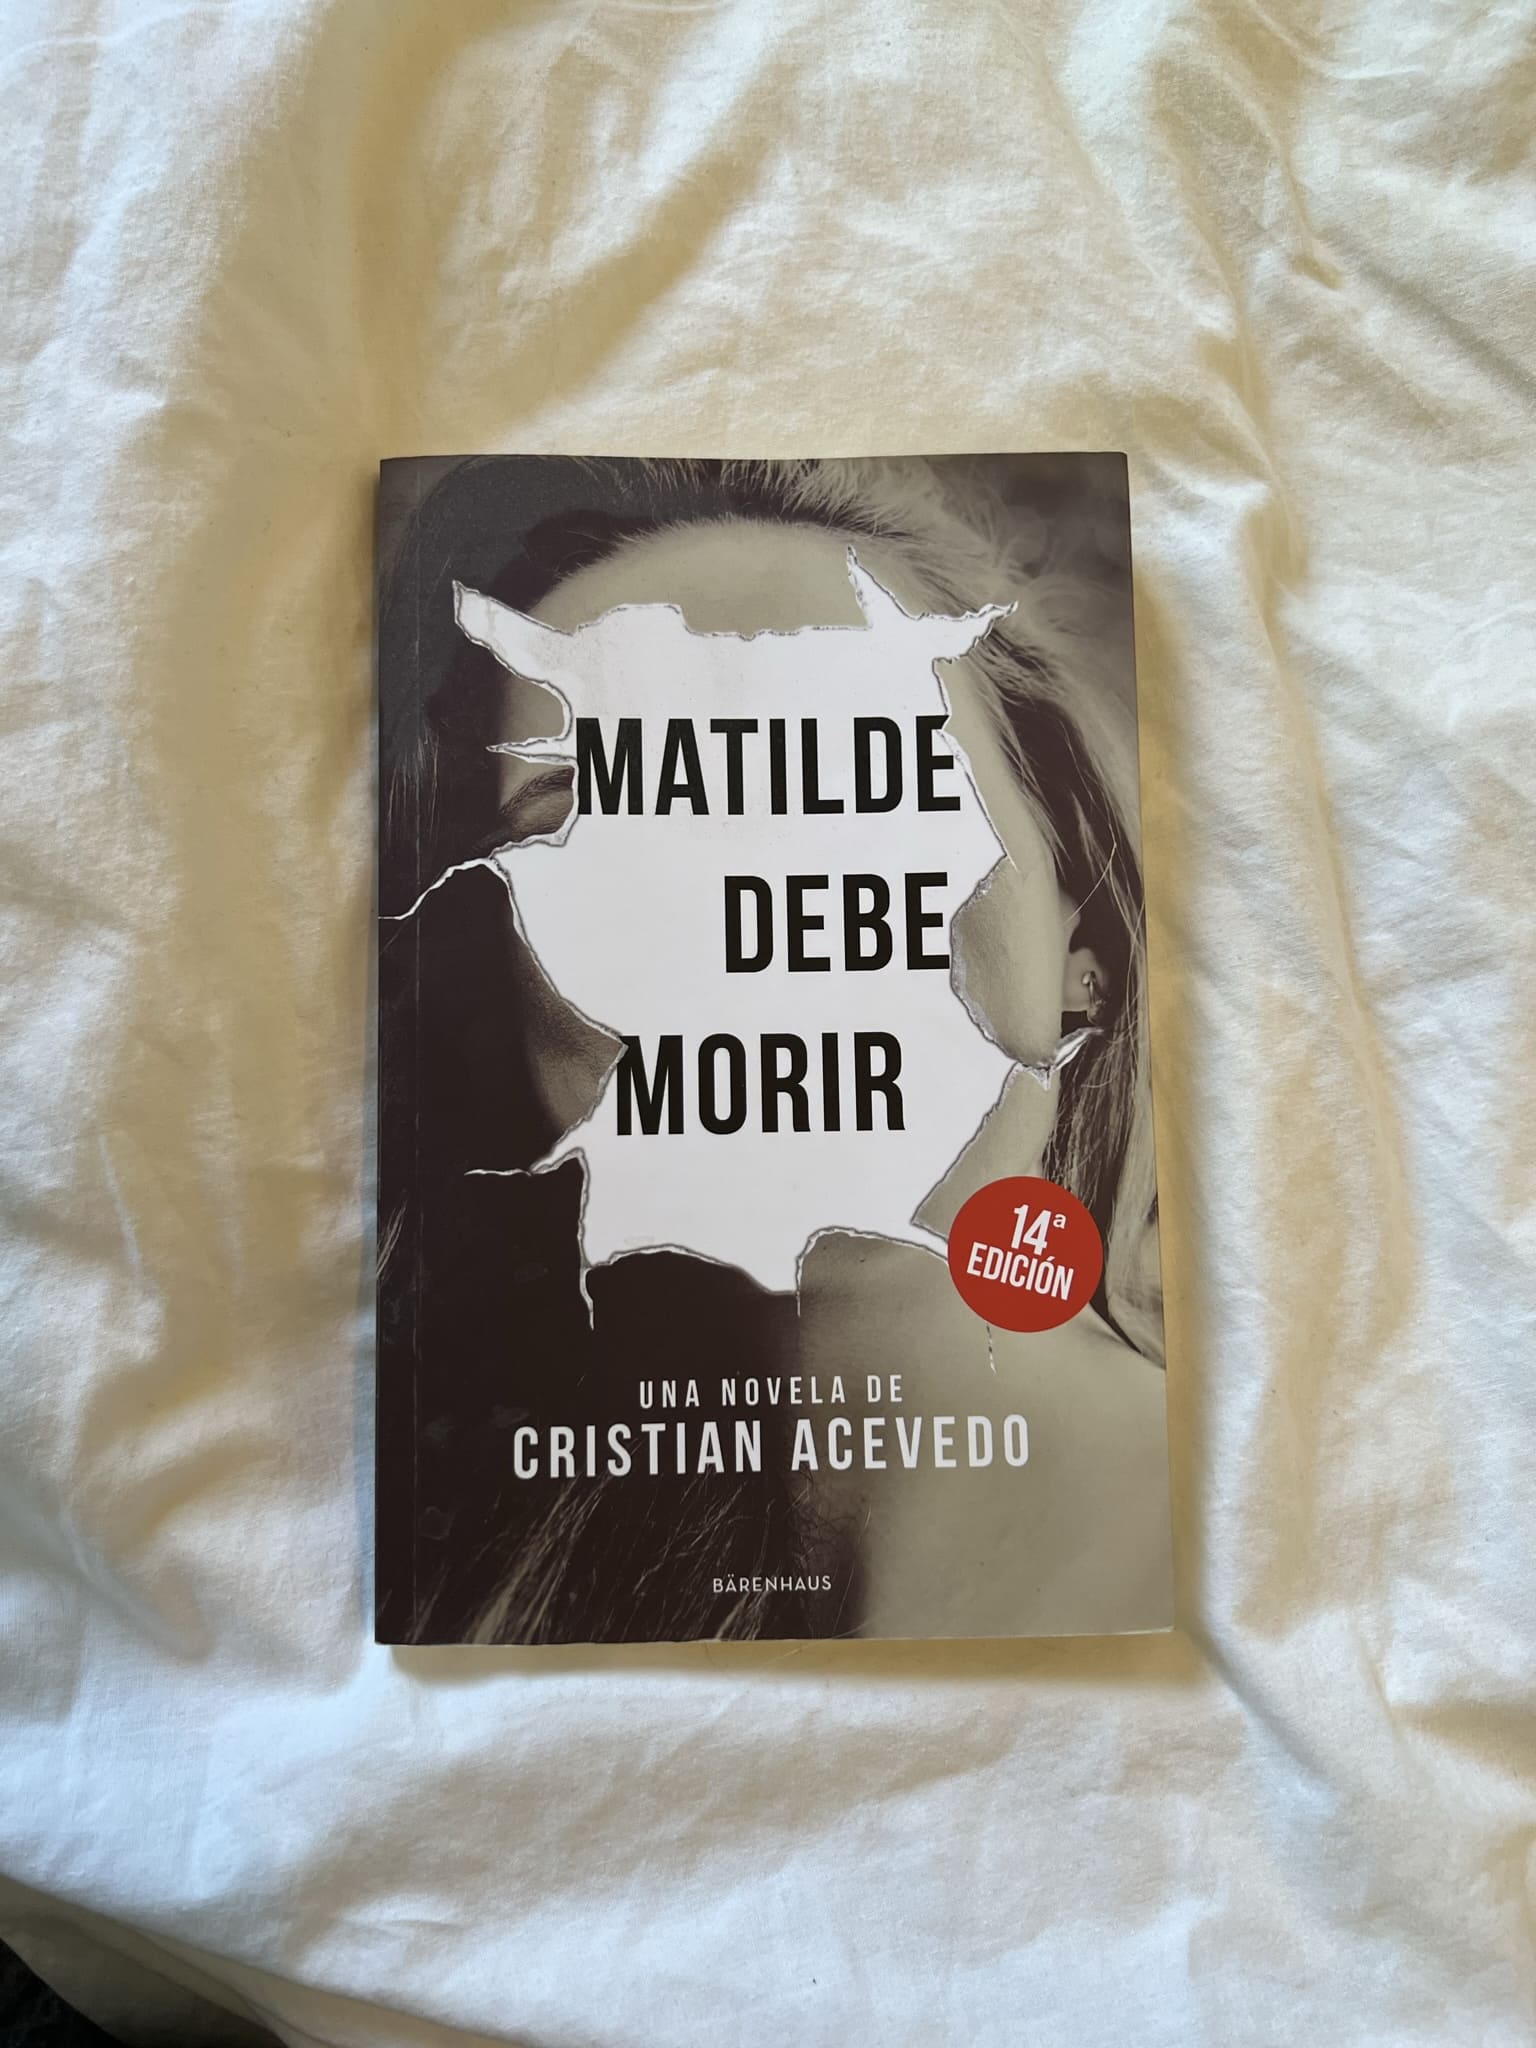 MATILDE
DEBE
MORIR
14ª
EDICIÓN
UNA NOVELA DE
CRISTIAN ACEVEDO
BÄRENHAUS